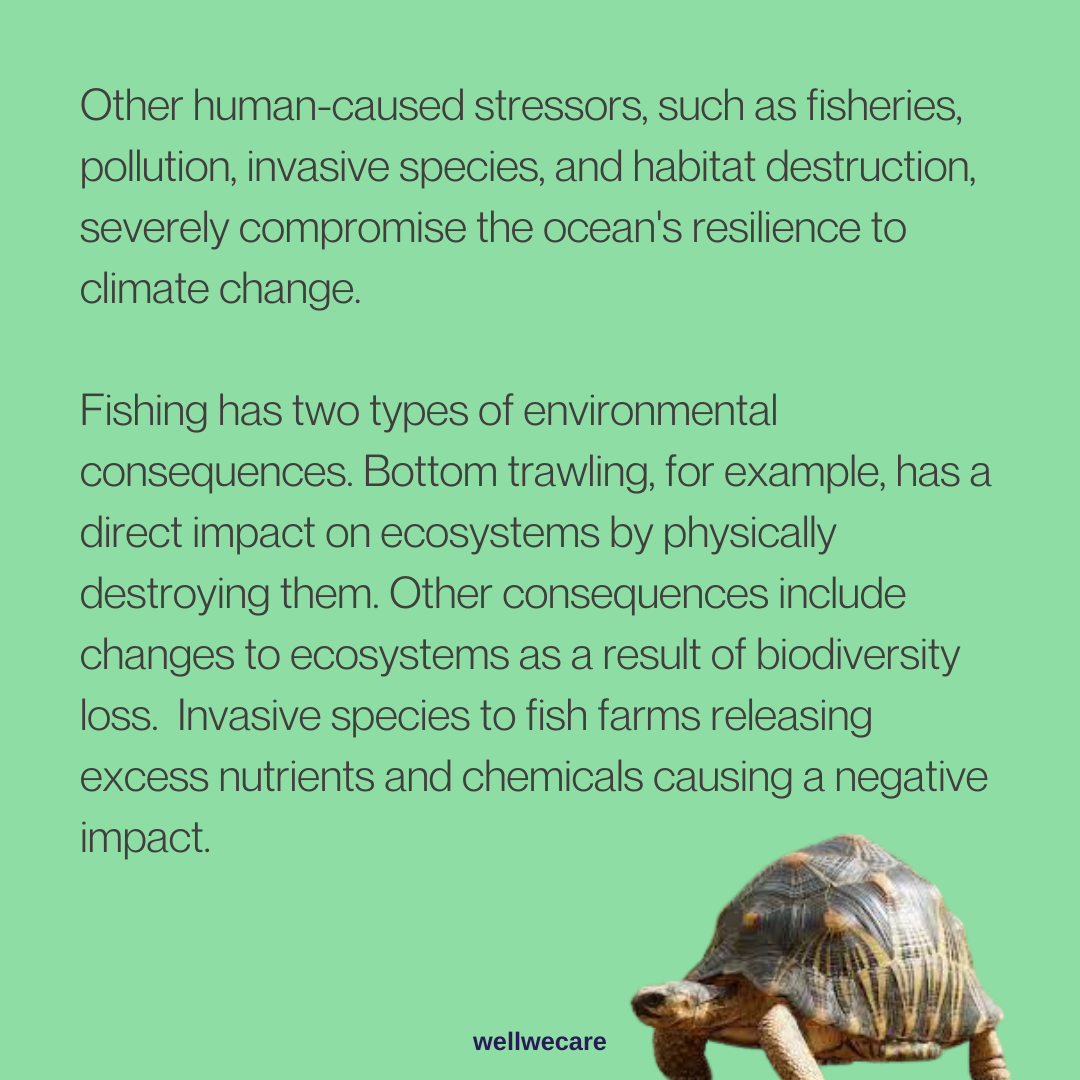 Other human-caused stressors, such as fisheries,
pollution, invasive species, and habitat destruction,
severely compromise the ocean's resilience to
climate change.
Fishing has two types of environmental
consequences. Bottom trawling, for example, has a
direct impact on ecosystems by physically
destroying them. Other consequences include
changes to ecosystems as a result of biodiversity
loss.  Invasive species to fish farms releasing
excess nutrients and chemicals causing a negative
impact.
wellwecare